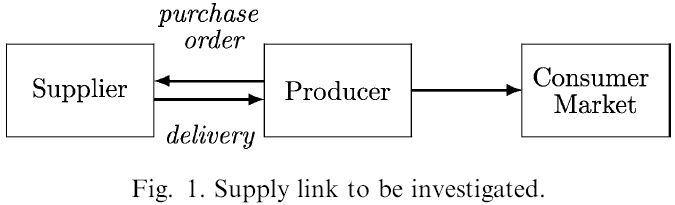 purchase
order
Supplier
Producer
Consumer
Market
delivery
Fig. 1. Supply link to be investigated.